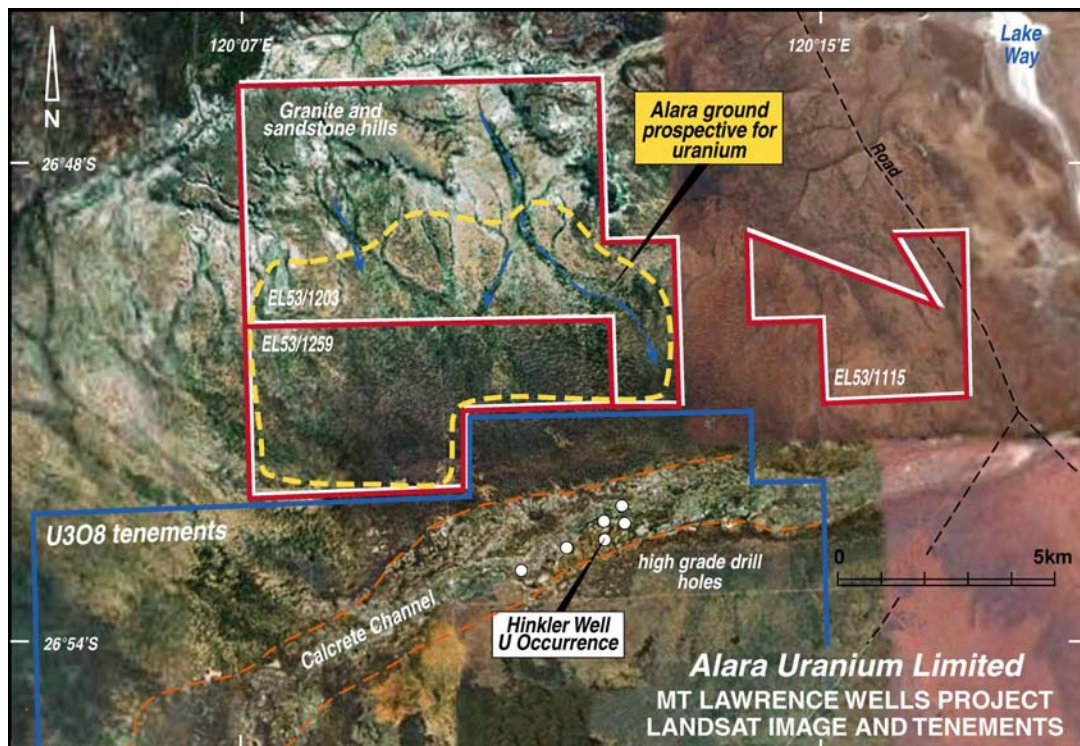 120°07'E
120°15'E
Lake
Way
N
Granite and
sandstone hills
Alara ground
prospective for
uranium
26°48'S
Road
EL53/1203
EL53/1259
EL53/1115
U3O8 tenements
high grade drill
holes
0
5km
Calcrete Channel
Hinkler Well
U Occurrence
26°54'S
Alara Uranium Limited
MT LAWRENCE WELLS PROJECT
LANDSAT IMAGE AND TENEMENTS